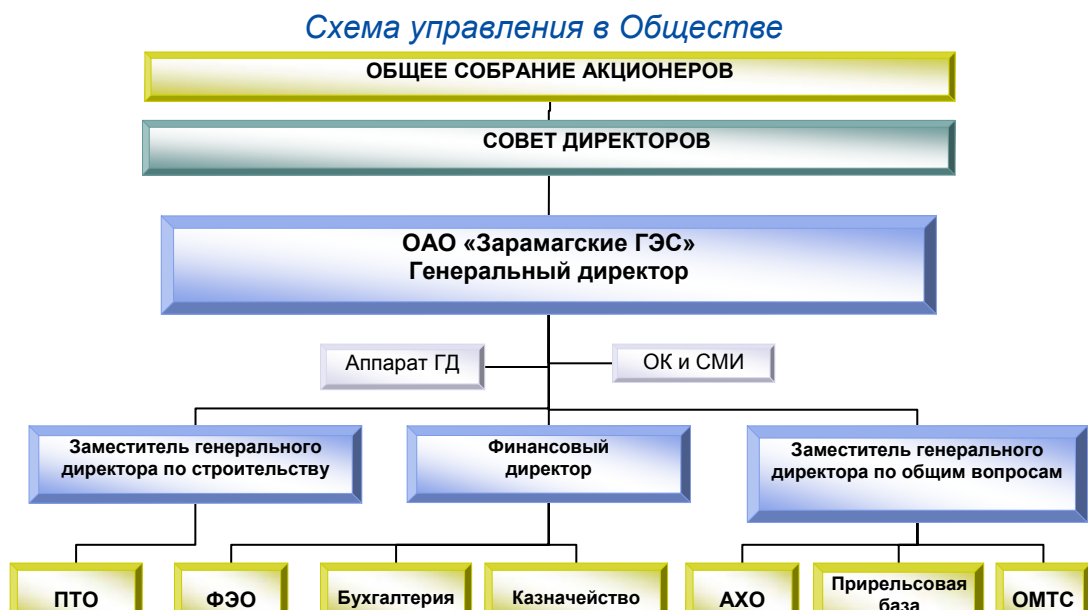 Схема управления в Обществе
ОБЩЕЕ СОБРАНИЕ АКЦИОНЕРОВ
СОВЕТ ДИРЕКТОРОВ
ОАО «Зарамагские ГЭС»
Генеральный директор
Аппарат ГД
ОК и СМИ
Заместитель генерального
директора по строительству
Финансовый
директор
Заместитель генерального
директора по общим вопросам
ПТО
ФЭО
Бухгалтерия
Казначейство
АХО
Прирельсовая
база
ОМТС